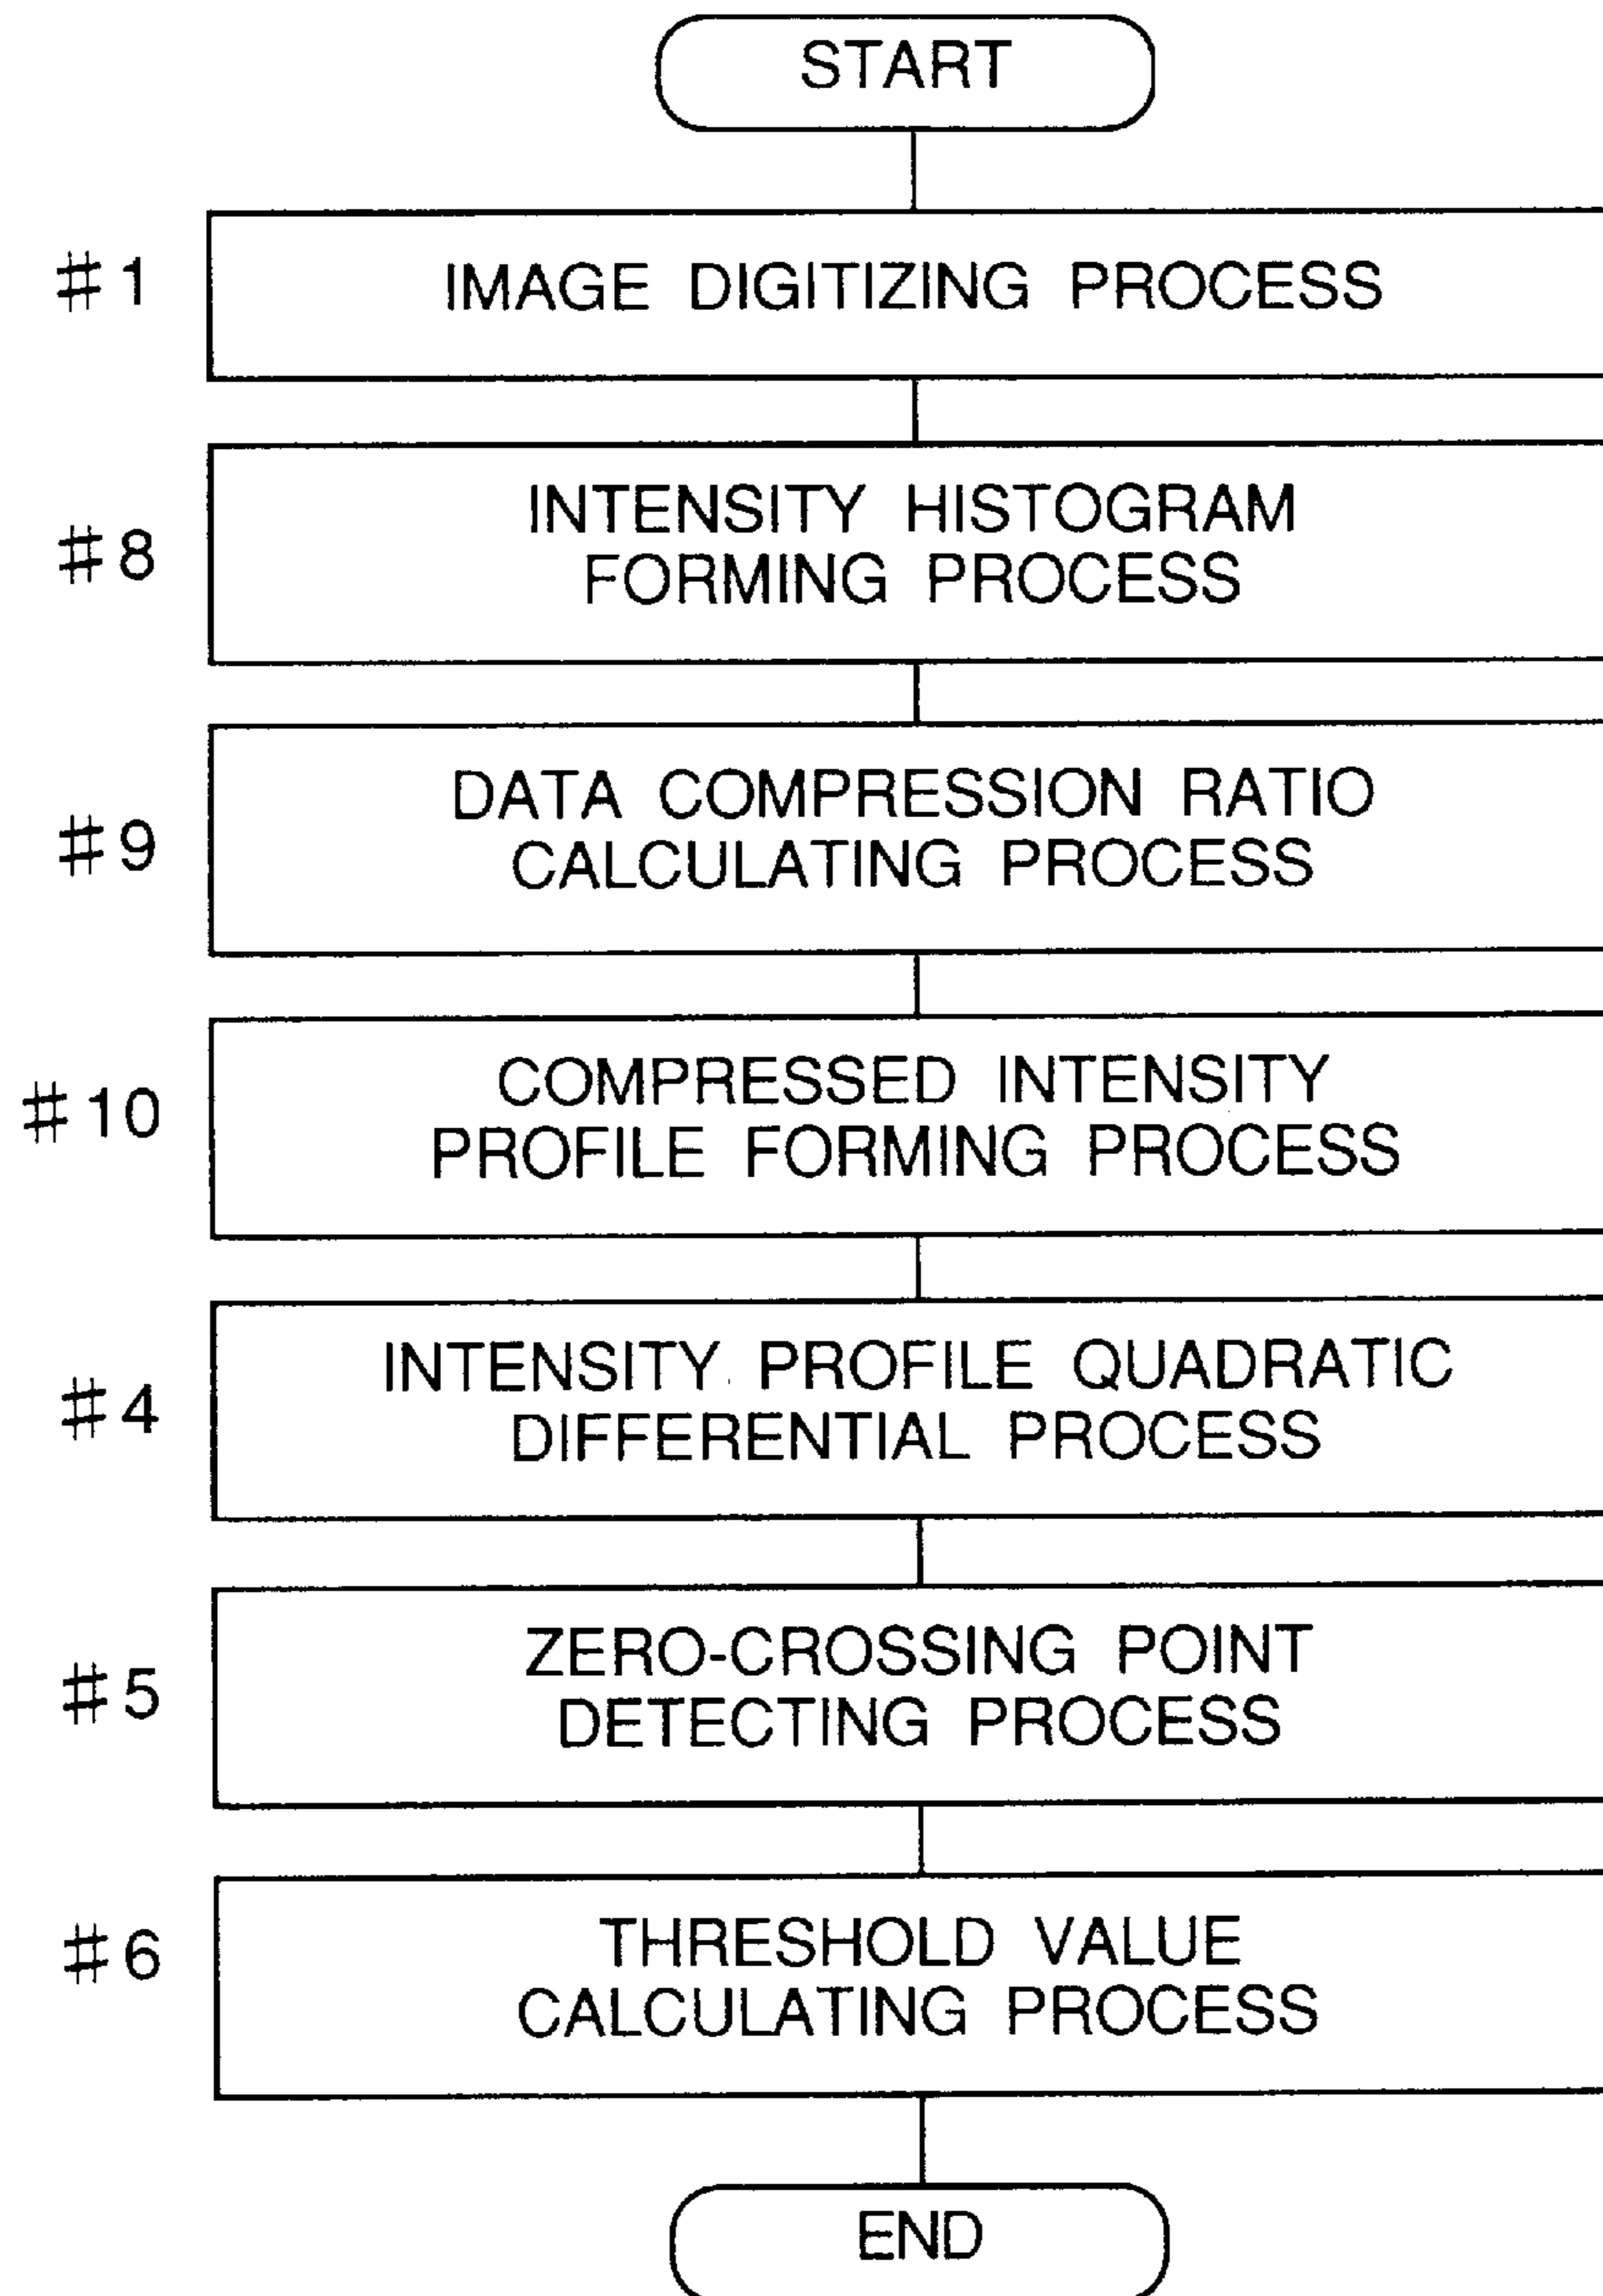 START
#1
IMAGE DIGITIZING PROCESS
#8
INTENSITY HISTOGRAM
FORMING PROCESS
#9
DATA COMPRESSION RATIO
CALCULATING PROCESS
#10
COMPRESSED INTENSITY
PROFILE FORMING PROCESS
#4
INTENSITY PROFILE QUADRATIC
DIFFERENTIAL PROCESS
#5
ZERO-CROSSING POINT
DETECTING PROCESS
#6
THRESHOLD VALUE
CALCULATING PROCESS
END